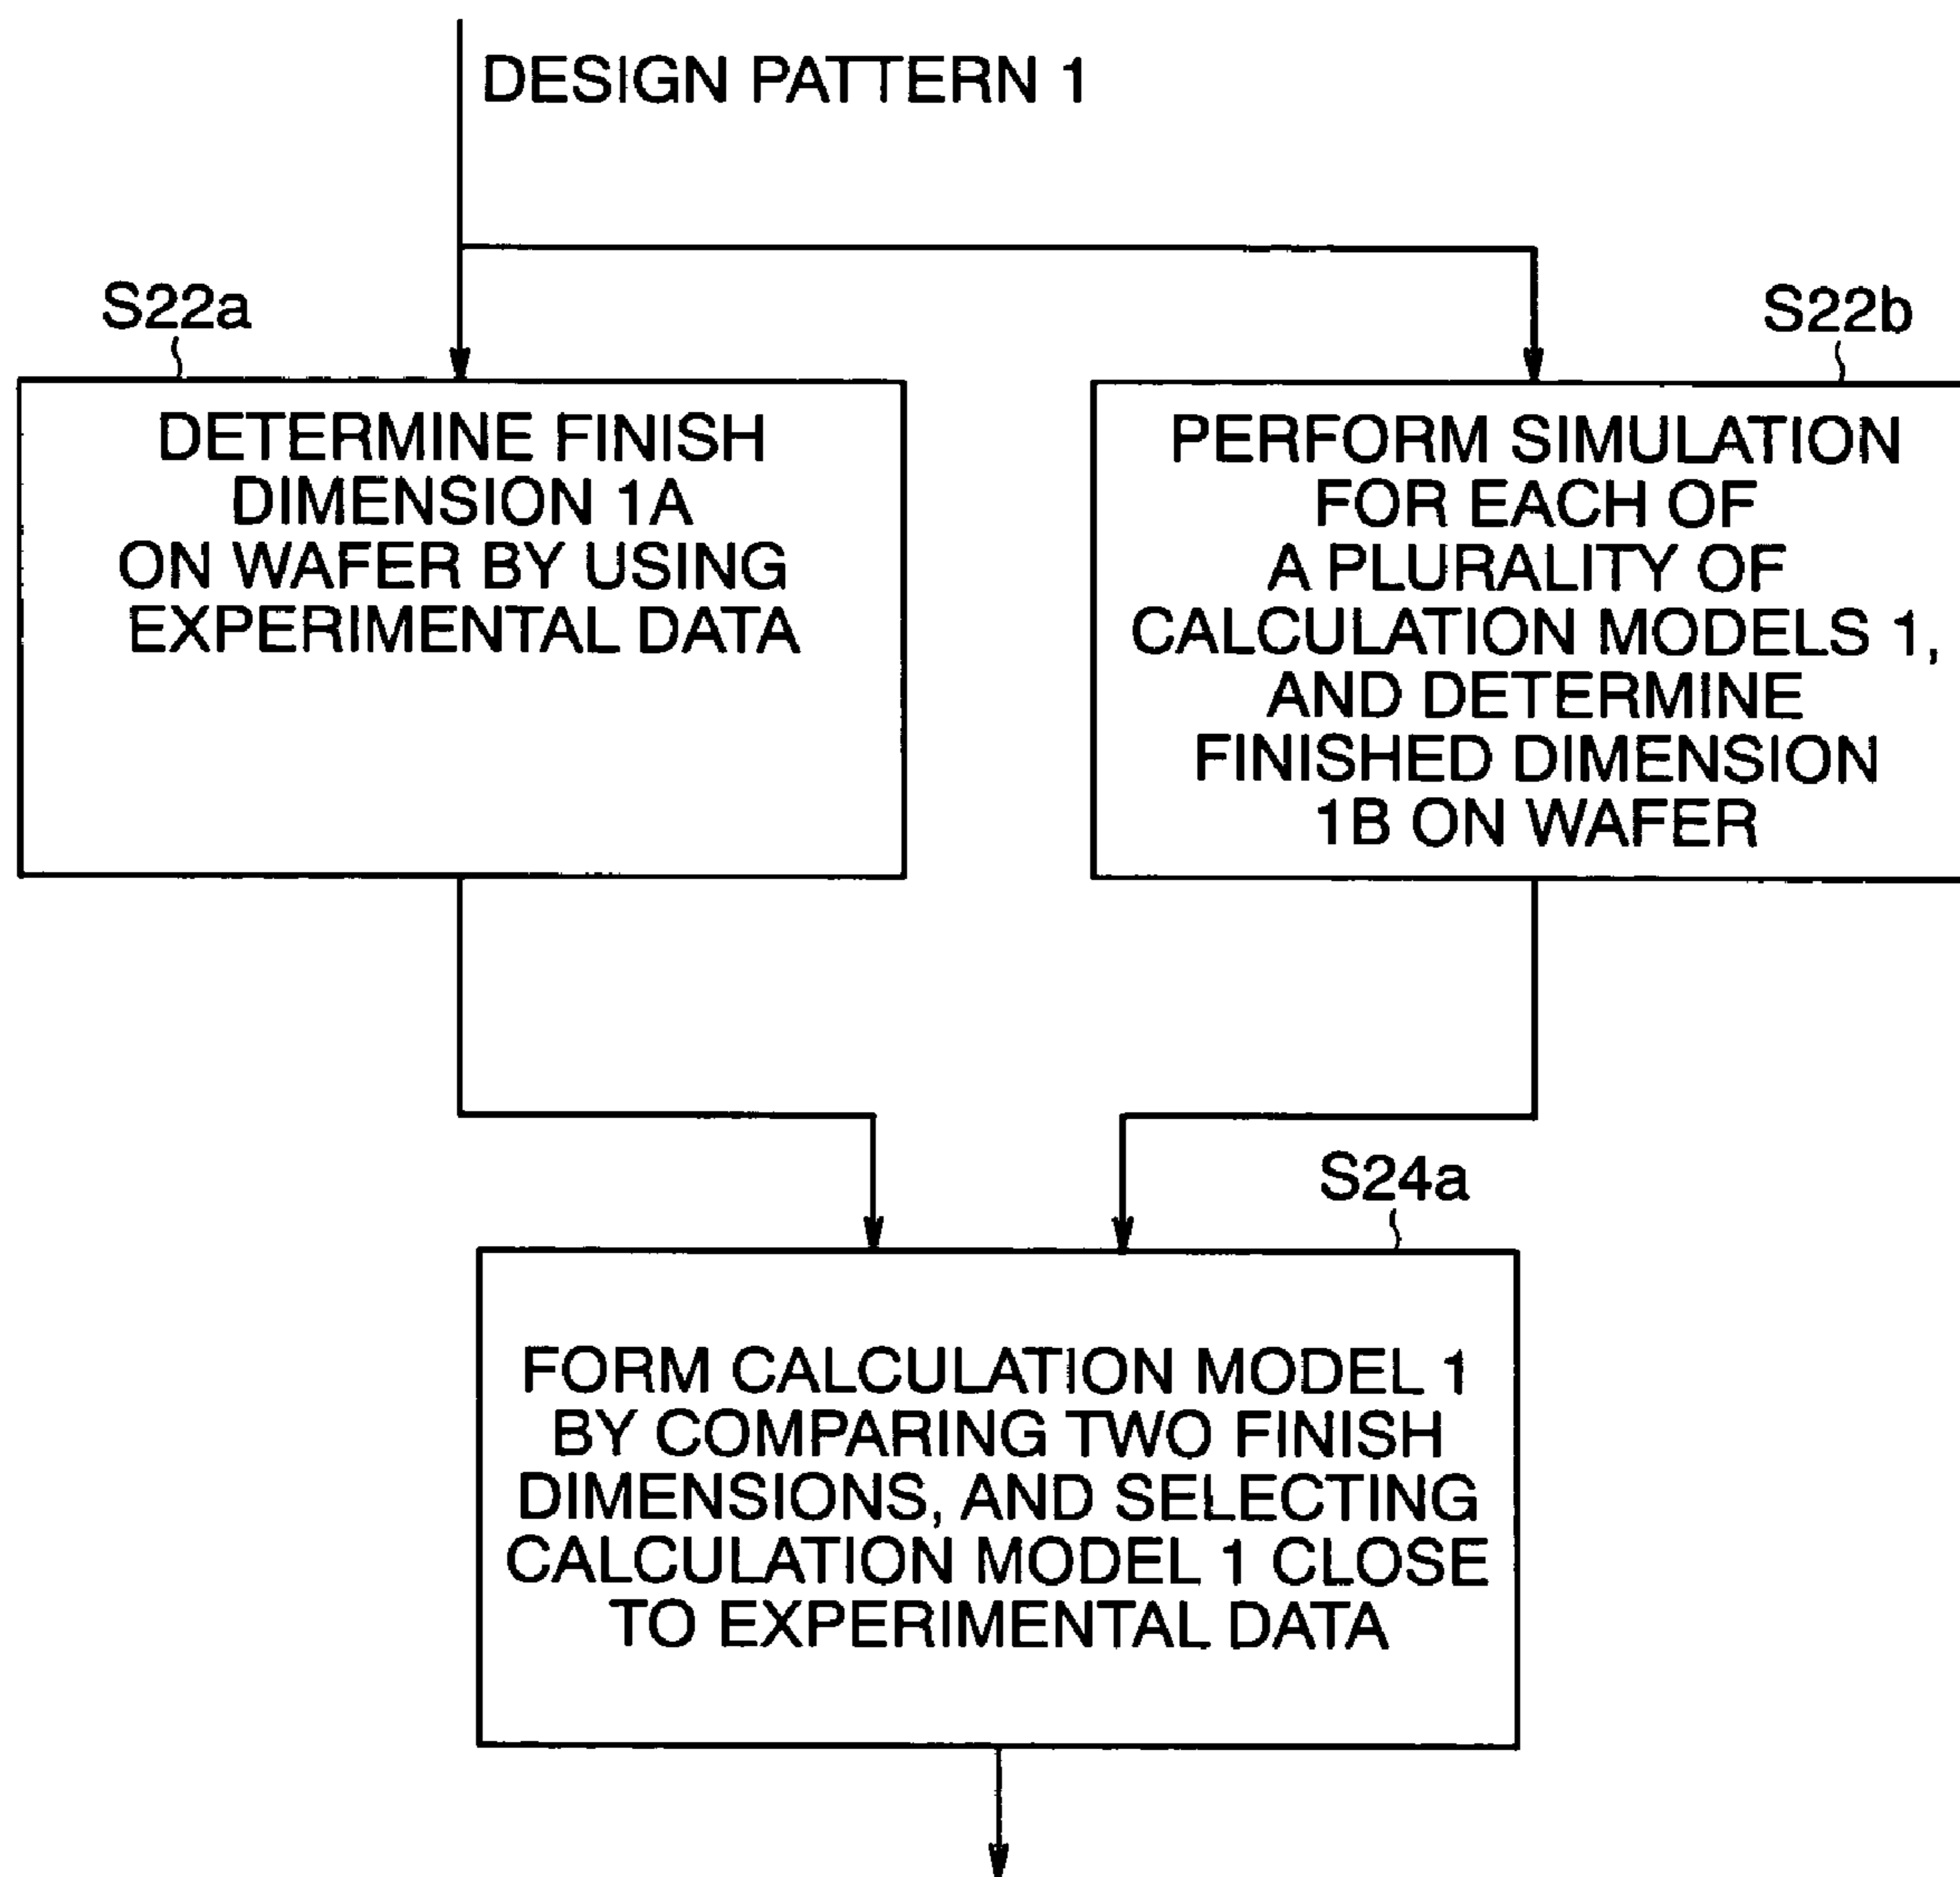 DESIGN PATTERN 1
S22a
DETERMINE FINISH
DIMENSION 1A
ON WAFER BY USING
EXPERIMENTAL DATA
S22b
PERFORM SIMULATION
FOR EACH OF
A PLURALITY OF
CALCULATION MODELS 1,
AND DETERMINE
FINISHED DIMENSION
1B ON WAFER
S24a
FORM CALCULATION MODEL 1
BY COMPARING TWO FINISH
DIMENSIONS, AND SELECTING
CALCULATION MODEL 1 CLOSE
TO EXPERIMENTAL DATA